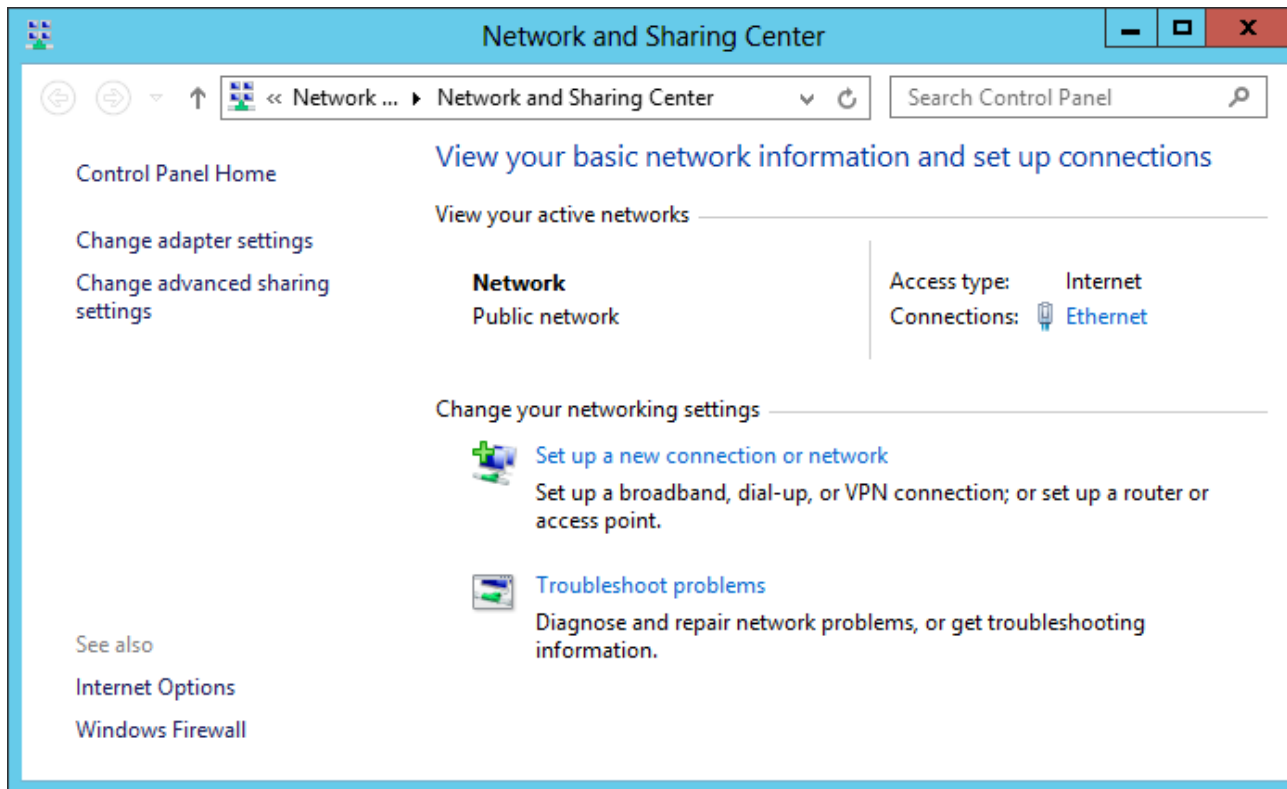 Network and Sharing Center
« Network ... ▸ Network and Sharing Center
Search Control Panel
Control Panel Home
Change adapter settings
Change advanced sharing
settings
See also
Internet Options
Windows Firewall
View your basic network information and set up connections
View your active networks
Network
Public network
Access type: Internet
Connections: Ethernet
Change your networking settings
Set up a new connection or network
Set up a broadband, dial-up, or VPN connection; or set up a router or
access point.
Troubleshoot problems
Diagnose and repair network problems, or get troubleshooting
information.